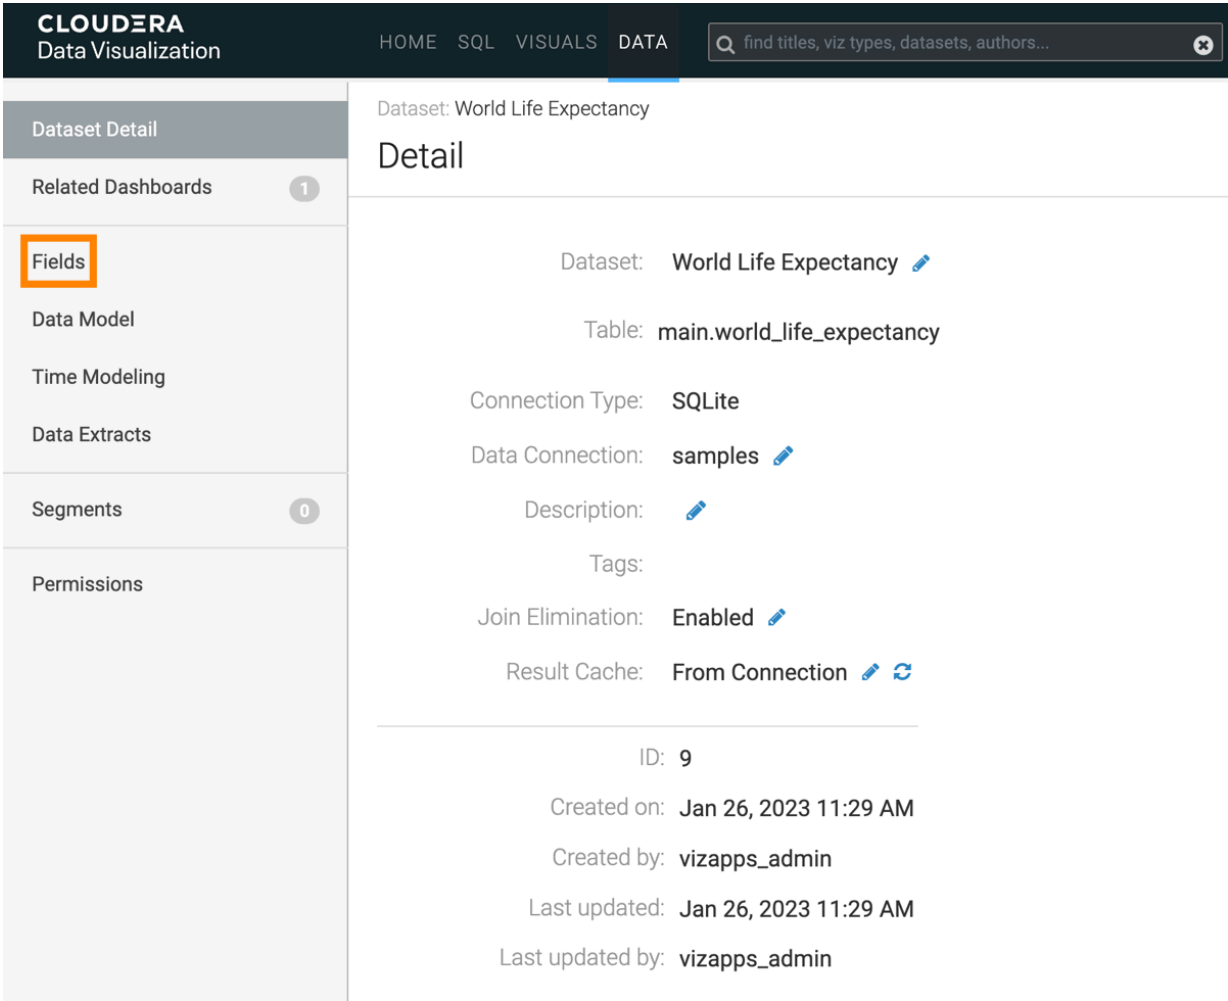 CLOUDERA
Data Visualization
HOME SQL VISUALS DATA
find titles, viz types, datasets, authors...
Dataset Detail
Related Dashboards 1
Fields
Data Model
Time Modeling
Data Extracts
Segments 0
Permissions
Dataset: World Life Expectancy
Detail
Dataset: World Life Expectancy
Table: main.world_life_expectancy
Connection Type: SQLite
Data Connection: samples
Description:
Tags:
Join Elimination: Enabled
Result Cache: From Connection
ID: 9
Created on: Jan 26, 2023 11:29 AM
Created by: vizapps_admin
Last updated: Jan 26, 2023 11:29 AM
Last updated by: vizapps_admin